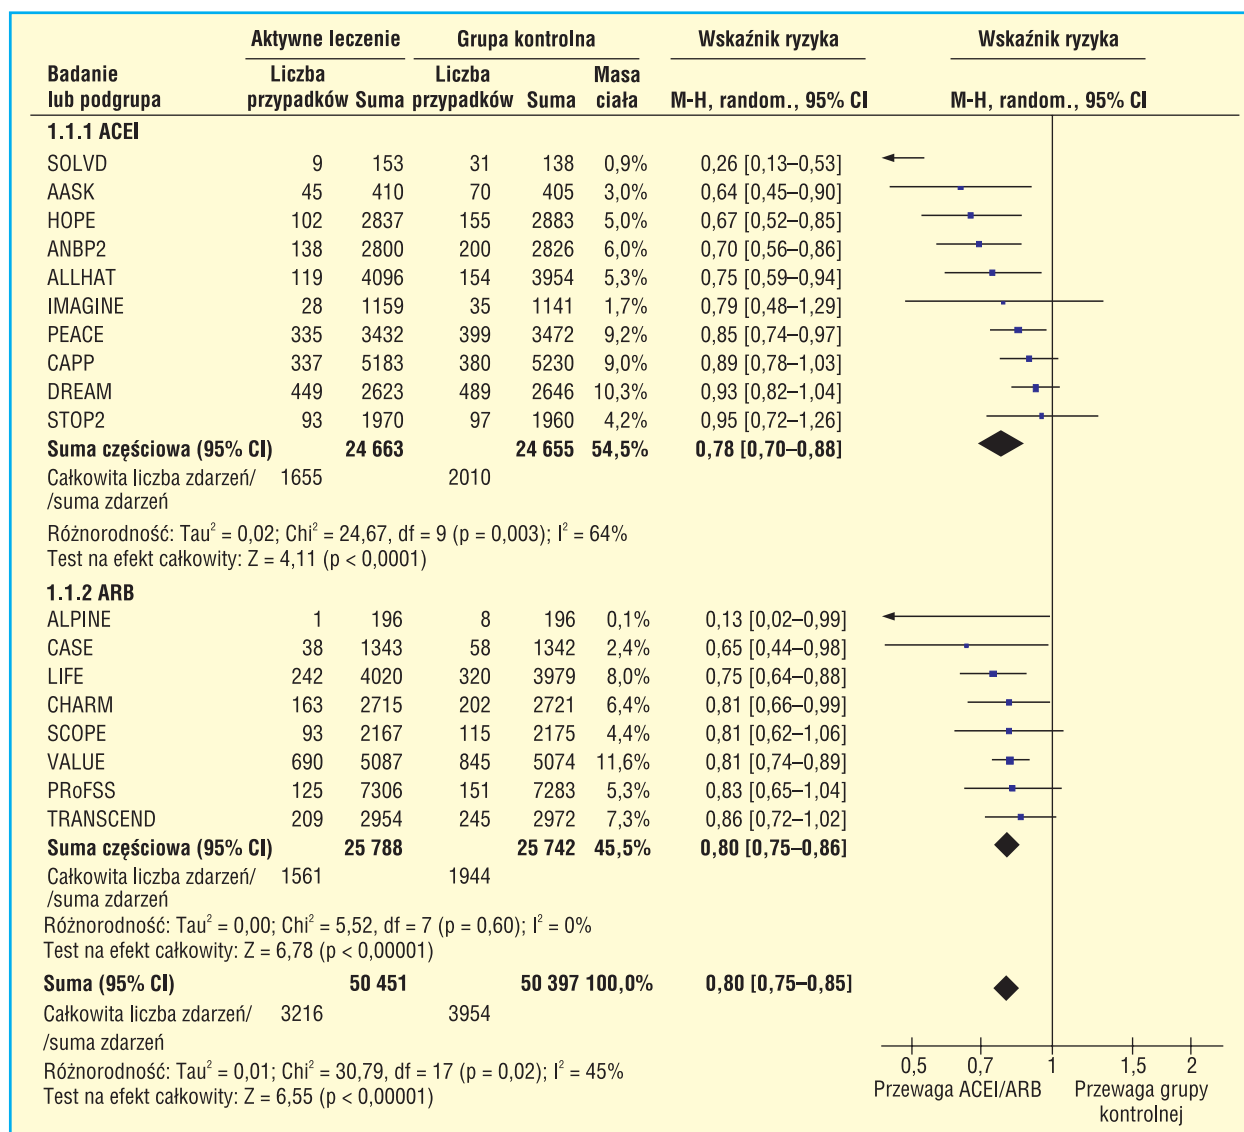 Aktywne leczenie Grupa kontrolna Wskaźnik ryzyka Wskaźnik ryzyka
Badanie Liczba Liczba Masa
lub podgrupa przypadków Suma przypadków Suma ciała M-H, random., 95% CI M-H, random., 95% CI
1.1.1 ACEI
SOLVD 9 153 31 138 0,9% 0,26 [0,13–0,53]
AASK 45 410 70 405 3,0% 0,64 [0,45–0,90]
HOPE 102 2837 155 2883 5,0% 0,67 [0,52–0,85]
ANBP2 138 2800 200 2826 6,0% 0,70 [0,56–0,86]
ALLHAT 119 4096 154 3954 5,3% 0,75 [0,59–0,94]
IMAGINE 28 1159 35 1141 1,7% 0,79 [0,48–1,29]
PEACE 335 3432 399 3472 9,2% 0,85 [0,74–0,97]
CAPP 337 5183 380 5230 9,0% 0,89 [0,78–1,03]
DREAM 449 2623 489 2646 10,3% 0,93 [0,82–1,04]
STOP2 93 1970 97 1960 4,2% 0,95 [0,72–1,26]
Suma częściowa (95% CI) 24 663 24 655 54,5% 0,78 [0,70–0,88]
Całkowita liczba zdarzeń/ 1655 2010
/suma zdarzeń
Różnorodność: Tau² = 0,02; Chi² = 24,67, df = 9 (p = 0,003); I² = 64%
Test na efekt całkowity: Z = 4,11 (p < 0,0001)
1.1.2 ARB
ALPINE 1 196 8 196 0,1% 0,13 [0,02–0,99]
CASE 38 1343 58 1342 2,4% 0,65 [0,44–0,98]
LIFE 242 4020 320 3979 8,0% 0,75 [0,64–0,88]
CHARM 163 2715 202 2721 6,4% 0,81 [0,66–0,99]
SCOPE 93 2167 115 2175 4,4% 0,81 [0,62–1,06]
VALUE 690 5087 845 5074 11,6% 0,81 [0,74–0,89]
PRoFSS 125 7306 151 7283 5,3% 0,83 [0,65–1,04]
TRANSCEND 209 2954 245 2972 7,3% 0,86 [0,72–1,02]
Suma częściowa (95% CI) 25 788 25 742 45,5% 0,80 [0,75–0,86]
Całkowita liczba zdarzeń/ 1561 1944
/suma zdarzeń
Różnorodność: Tau² = 0,00; Chi² = 5,52, df = 7 (p = 0,60); I² = 0%
Test na efekt całkowity: Z = 6,78 (p < 0,00001)
Suma (95% CI) 50 451 50 397 100,0% 0,80 [0,75–0,85]
Całkowita liczba zdarzeń/ 3216 3954
/suma zdarzeń
Różnorodność: Tau² = 0,01; Chi² = 30,79, df = 17 (p = 0,02); I² = 45%
Test na efekt całkowity: Z = 6,55 (p < 0,00001)
0,5 0,7 1 1,5 2
Przewaga ACEI/ARB Przewaga grupy
kontrolnej